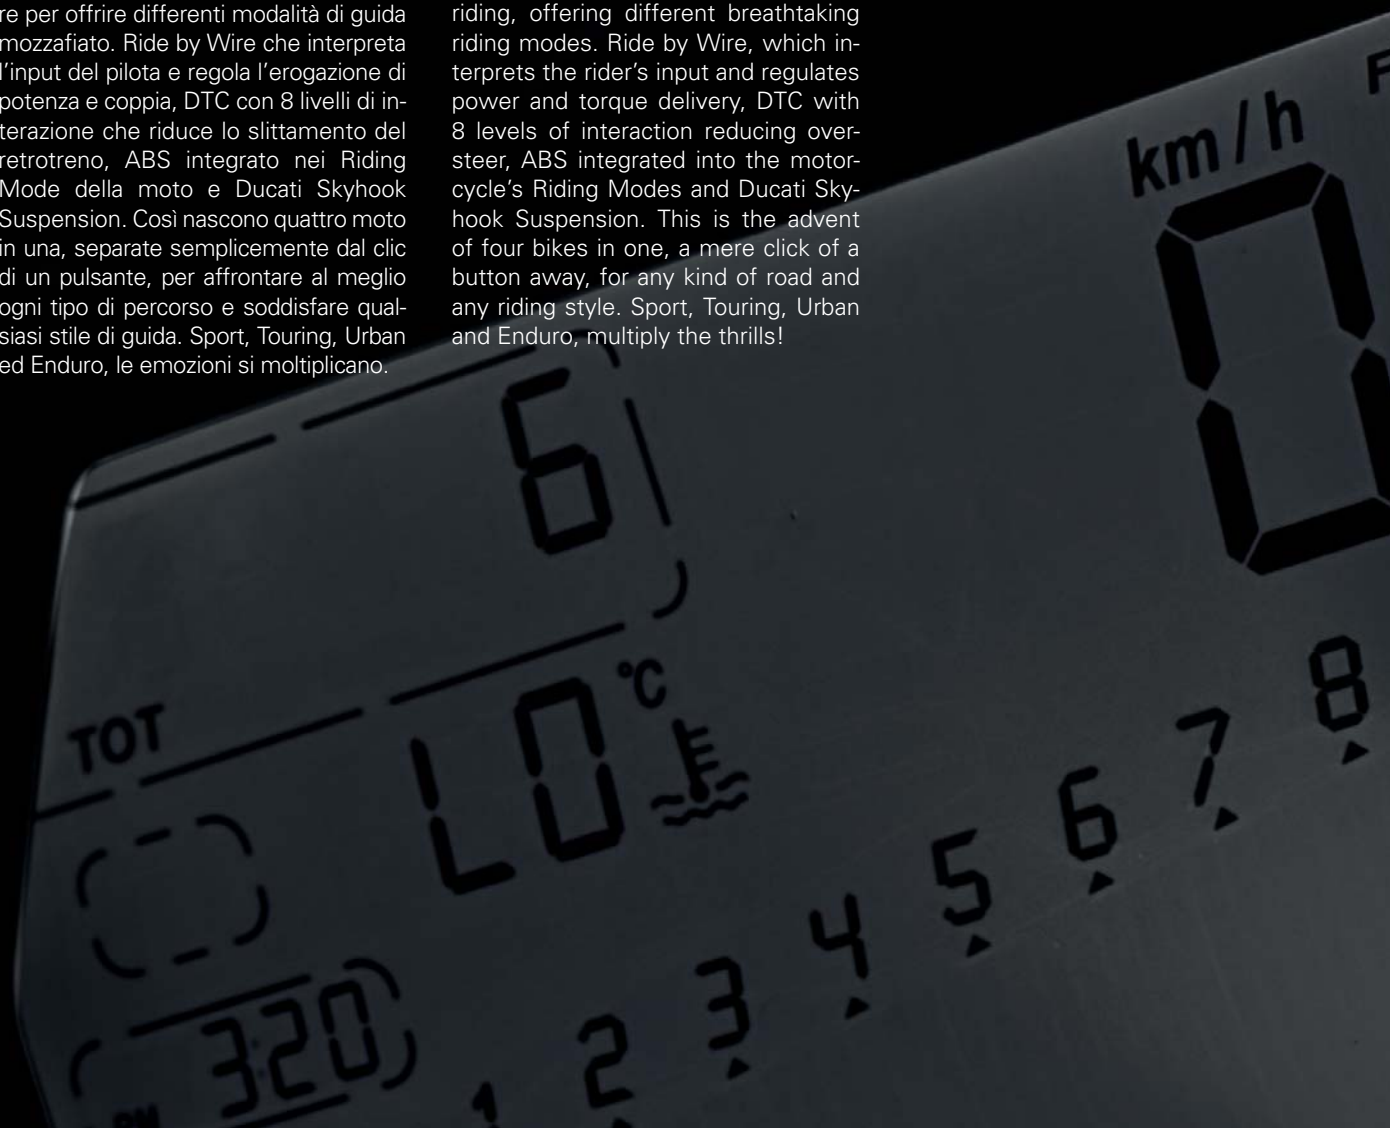 re per offrire differenti modalità di guida
mozzafiato. Ride by Wire che interpreta
l’input del pilota e regola l’erogazione di
potenza e coppia, DTC con 8 livelli di in-
terazione che riduce lo slittamento del
retrotreno, ABS integrato nei Riding
Mode della moto e Ducati Skyhook
Suspension. Così nascono quattro moto
in una, separate semplicemente dal clic
di un pulsante, per affrontare al meglio
ogni tipo di percorso e soddisfare qual-
siasi stile di guida. Sport, Touring, Urban
ed Enduro, le emozioni si moltiplicano.
riding, offering different breathtaking
riding modes. Ride by Wire, which in-
terprets the rider’s input and regulates
power and torque delivery, DTC with
8 levels of interaction reducing over-
steer, ABS integrated into the motor-
cycle’s Riding Modes and Ducati Sky-
hook Suspension. This is the advent
of four bikes in one, a mere click of a
button away, for any kind of road and
any riding style. Sport, Touring, Urban
and Enduro, multiply the thrills!
km/h
0
6
TOT
LO °C
3:20
1 2 3 4 5 6 7 8